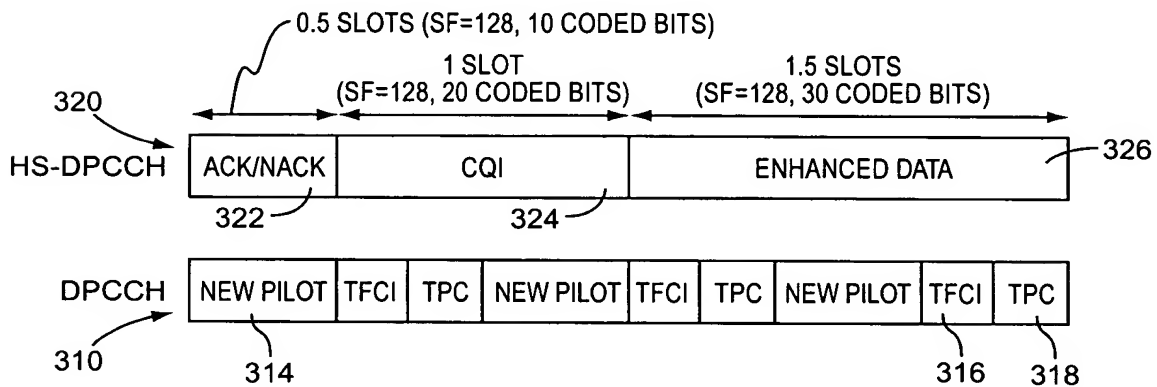 0.5 SLOTS (SF=128, 10 CODED BITS)
1 SLOT
(SF=128, 20 CODED BITS)
1.5 SLOTS
(SF=128, 30 CODED BITS)
320
HS-DPCCH
ACK/NACK
CQI
ENHANCED DATA
326
322
324
DPCCH
NEW PILOT
TFCI
TPC
NEW PILOT
TFCI
TPC
NEW PILOT
TFCI
TPC
310
314
316
318